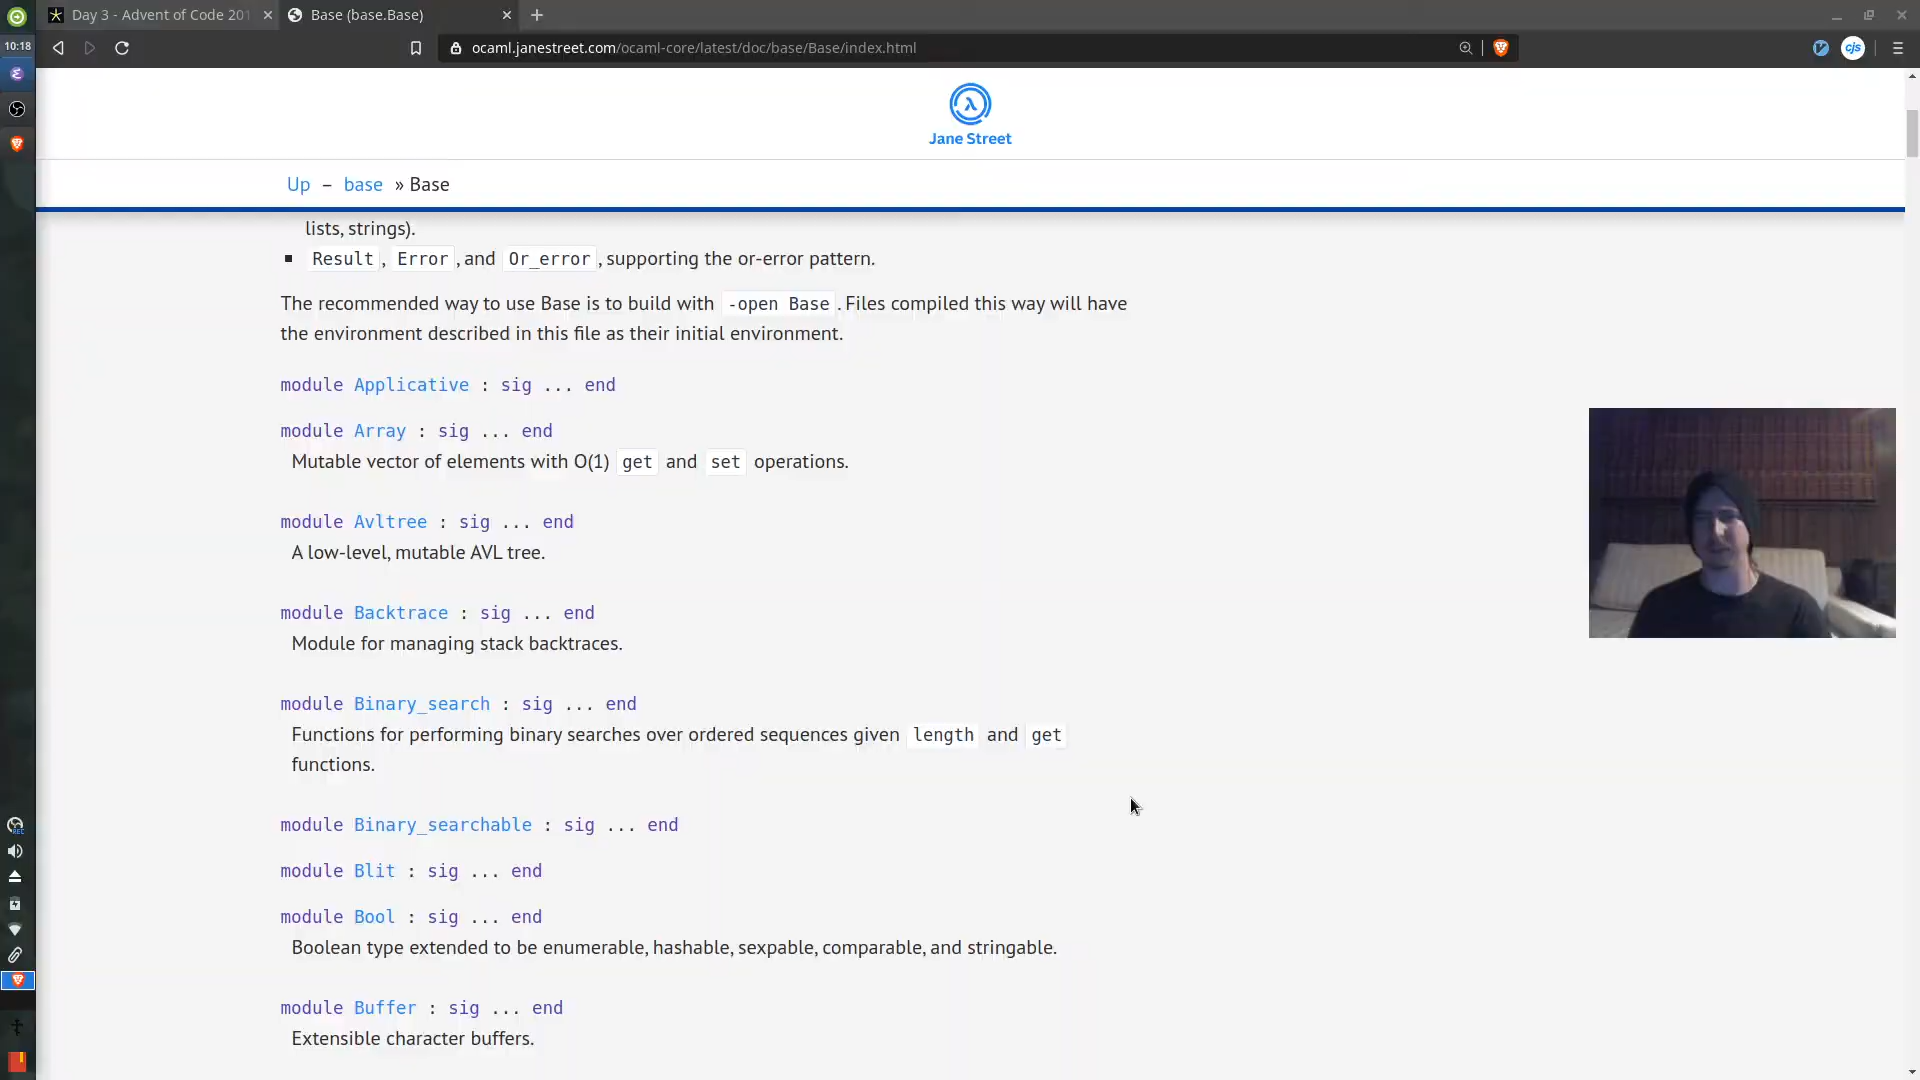 Day 3 - Advent of Code 201
Base (base.Base)
10:18
ocaml.janestreet.com/ocaml-core/latest/doc/base/Base/index.html
cjs
Jane Street
Up – base » Base
lists, strings).
Result, Error, and Or_error, supporting the or-error pattern.
The recommended way to use Base is to build with -open Base. Files compiled this way will have
the environment described in this file as their initial environment.
module Applicative : sig ... end
module Array : sig ... end
Mutable vector of elements with O(1) get and set operations.
module Avltree : sig ... end
A low-level, mutable AVL tree.
module Backtrace : sig ... end
Module for managing stack backtraces.
module Binary_search : sig ... end
Functions for performing binary searches over ordered sequences given length and get
functions.
module Binary_searchable : sig ... end
module Blit : sig ... end
module Bool : sig ... end
Boolean type extended to be enumerable, hashable, sexpable, comparable, and stringable.
module Buffer : sig ... end
Extensible character buffers.